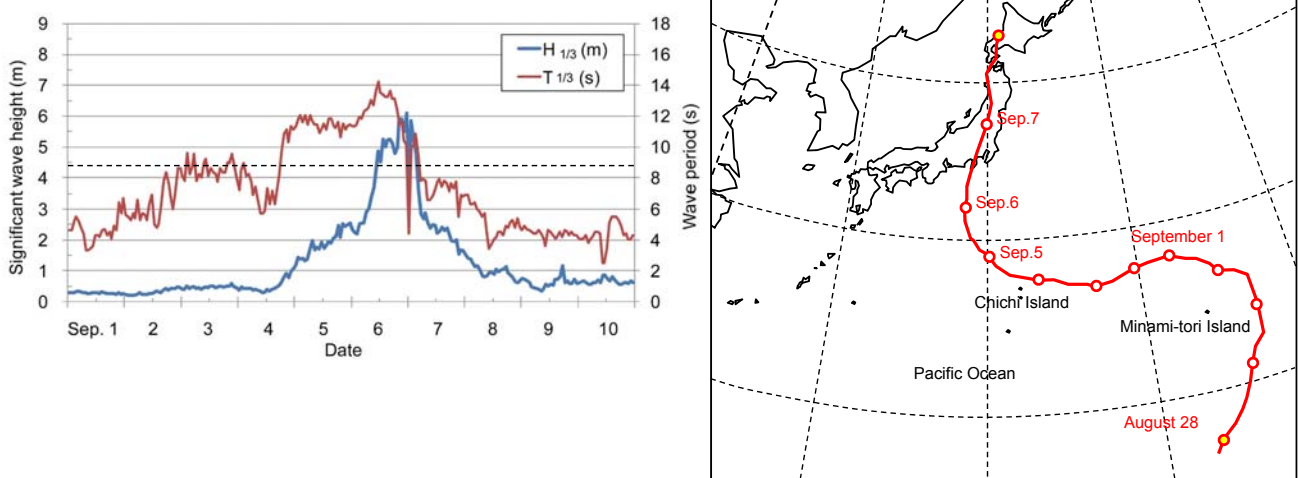 9
8
7
6
5
4
3
2
1
0
Significant wave height (m)
18
16
14
12
10
8
6
4
2
0
Wave period (s)
H 1/3 (m)
T 1/3 (s)
Sep. 1 2 3 4 5 6 7 8 9 10
Date
Sep.7
Sep.6
Sep.5
September 1
Chichi Island
Minami-tori Island
Pacific Ocean
August 28